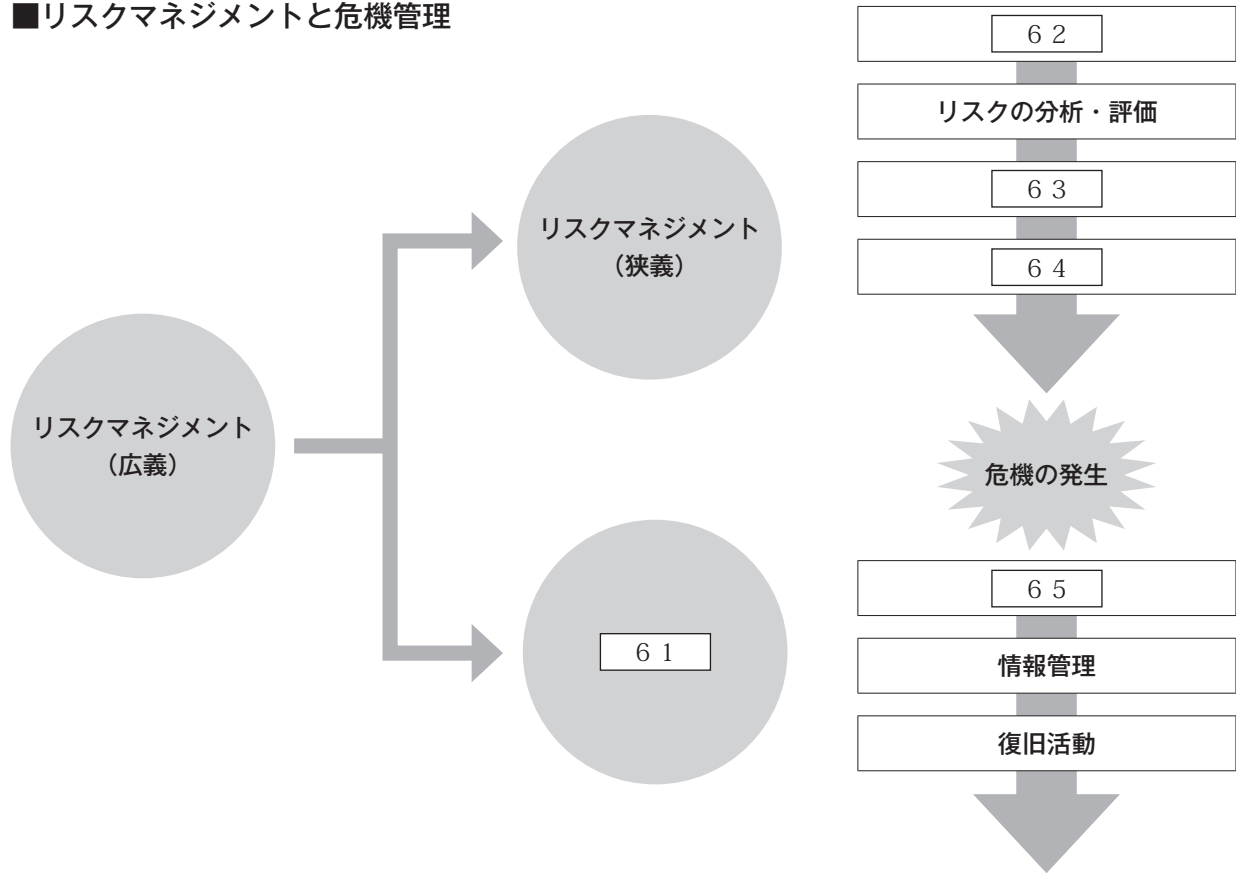 ■リスクマネジメントと危機管理
リスクマネジメント
（広義）
リスクマネジメント
（狭義）
６１
６２
リスクの分析・評価
６３
６４
危機の発生
６５
情報管理
復旧活動